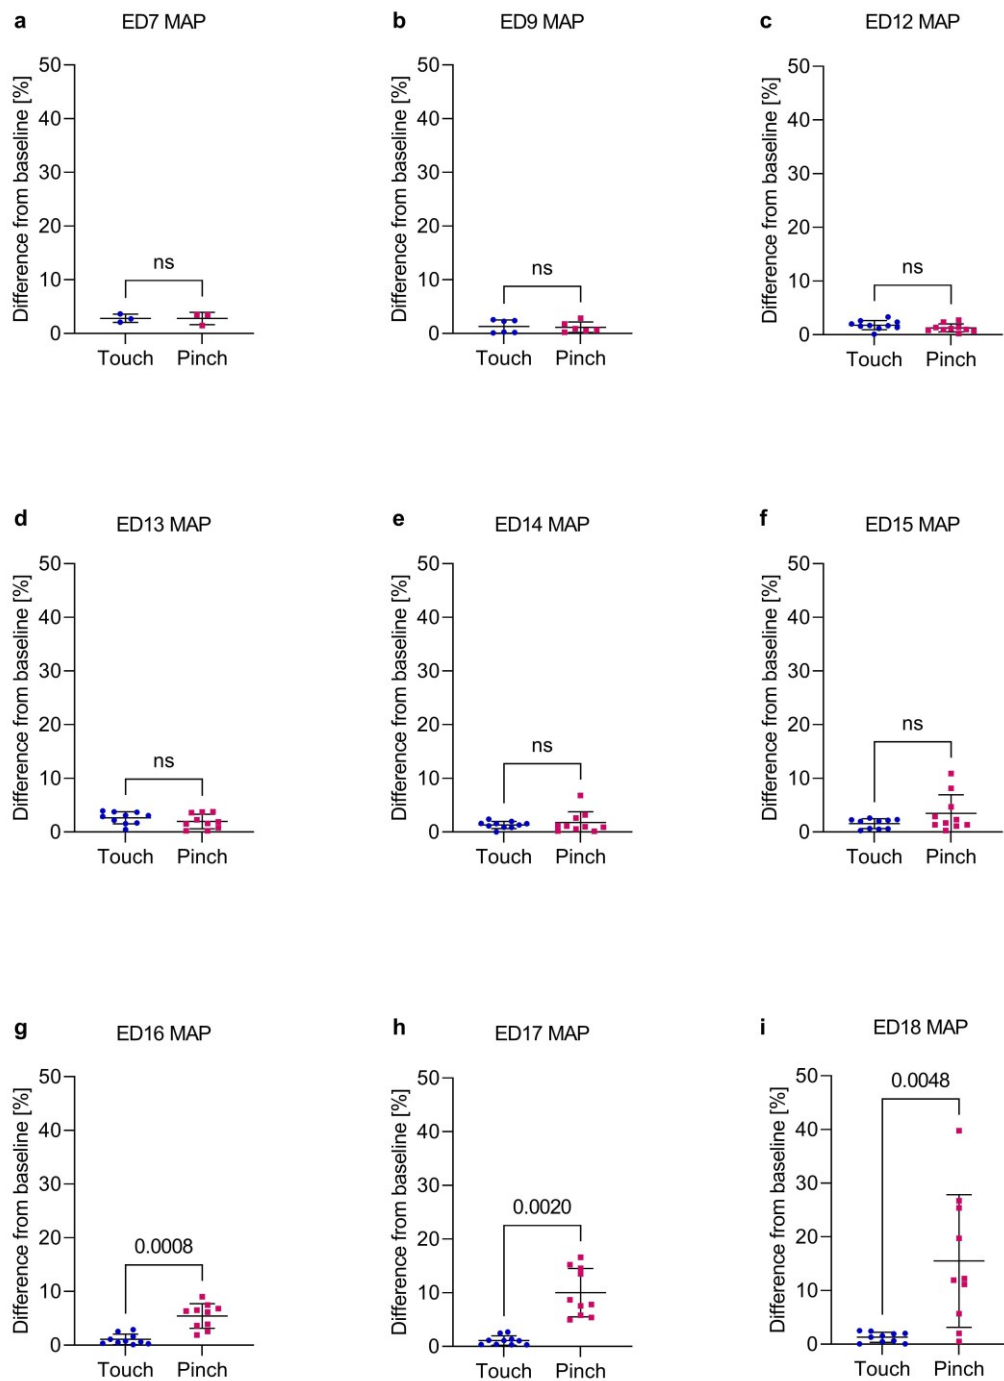 a ED7 MAP
Difference from baseline [%]
50
40
30
20
10
0
ns
Touch Pinch
b ED9 MAP
Difference from baseline [%]
50
40
30
20
10
0
ns
Touch Pinch
c ED12 MAP
Difference from baseline [%]
50
40
30
20
10
0
ns
Touch Pinch
d ED13 MAP
Difference from baseline [%]
50
40
30
20
10
0
ns
Touch Pinch
e ED14 MAP
Difference from baseline [%]
50
40
30
20
10
0
ns
Touch Pinch
f ED15 MAP
Difference from baseline [%]
50
40
30
20
10
0
ns
Touch Pinch
g ED16 MAP
Difference from baseline [%]
50
40
30
20
10
0
0.0008
Touch Pinch
h ED17 MAP
Difference from baseline [%]
50
40
30
20
10
0
0.0020
Touch Pinch
i ED18 MAP
Difference from baseline [%]
50
40
30
20
10
0
0.0048
Touch Pinch